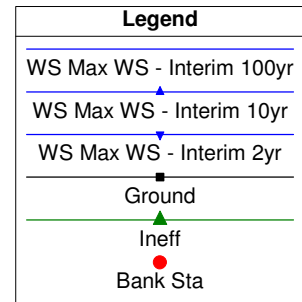 Legend
WS Max WS - Interim 100yr
WS Max WS - Interim 10yr
WS Max WS - Interim 2yr
Ground
Ineff
Bank Sta